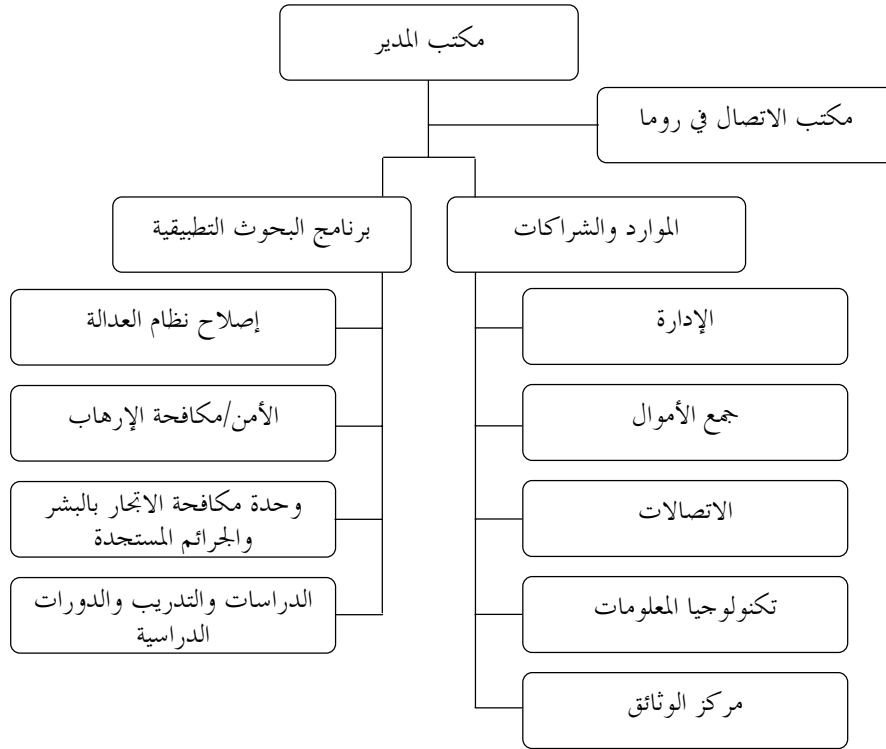 مكتب المدير
مكتب الاتصال في روما
الموارد والشراكات
برنامج البحوث التطبيقية
الإدارة
إصلاح نظام العدالة
جمع الأموال
الأمن/مكافحة الإرهاب
الاتصالات
وحدة مكافحة الاتجار بالبشر
والجرائم المستجدة
تكنولوجيا المعلومات
الدراسات والتدريب والدورات
الدراسية
مركز الوثائق